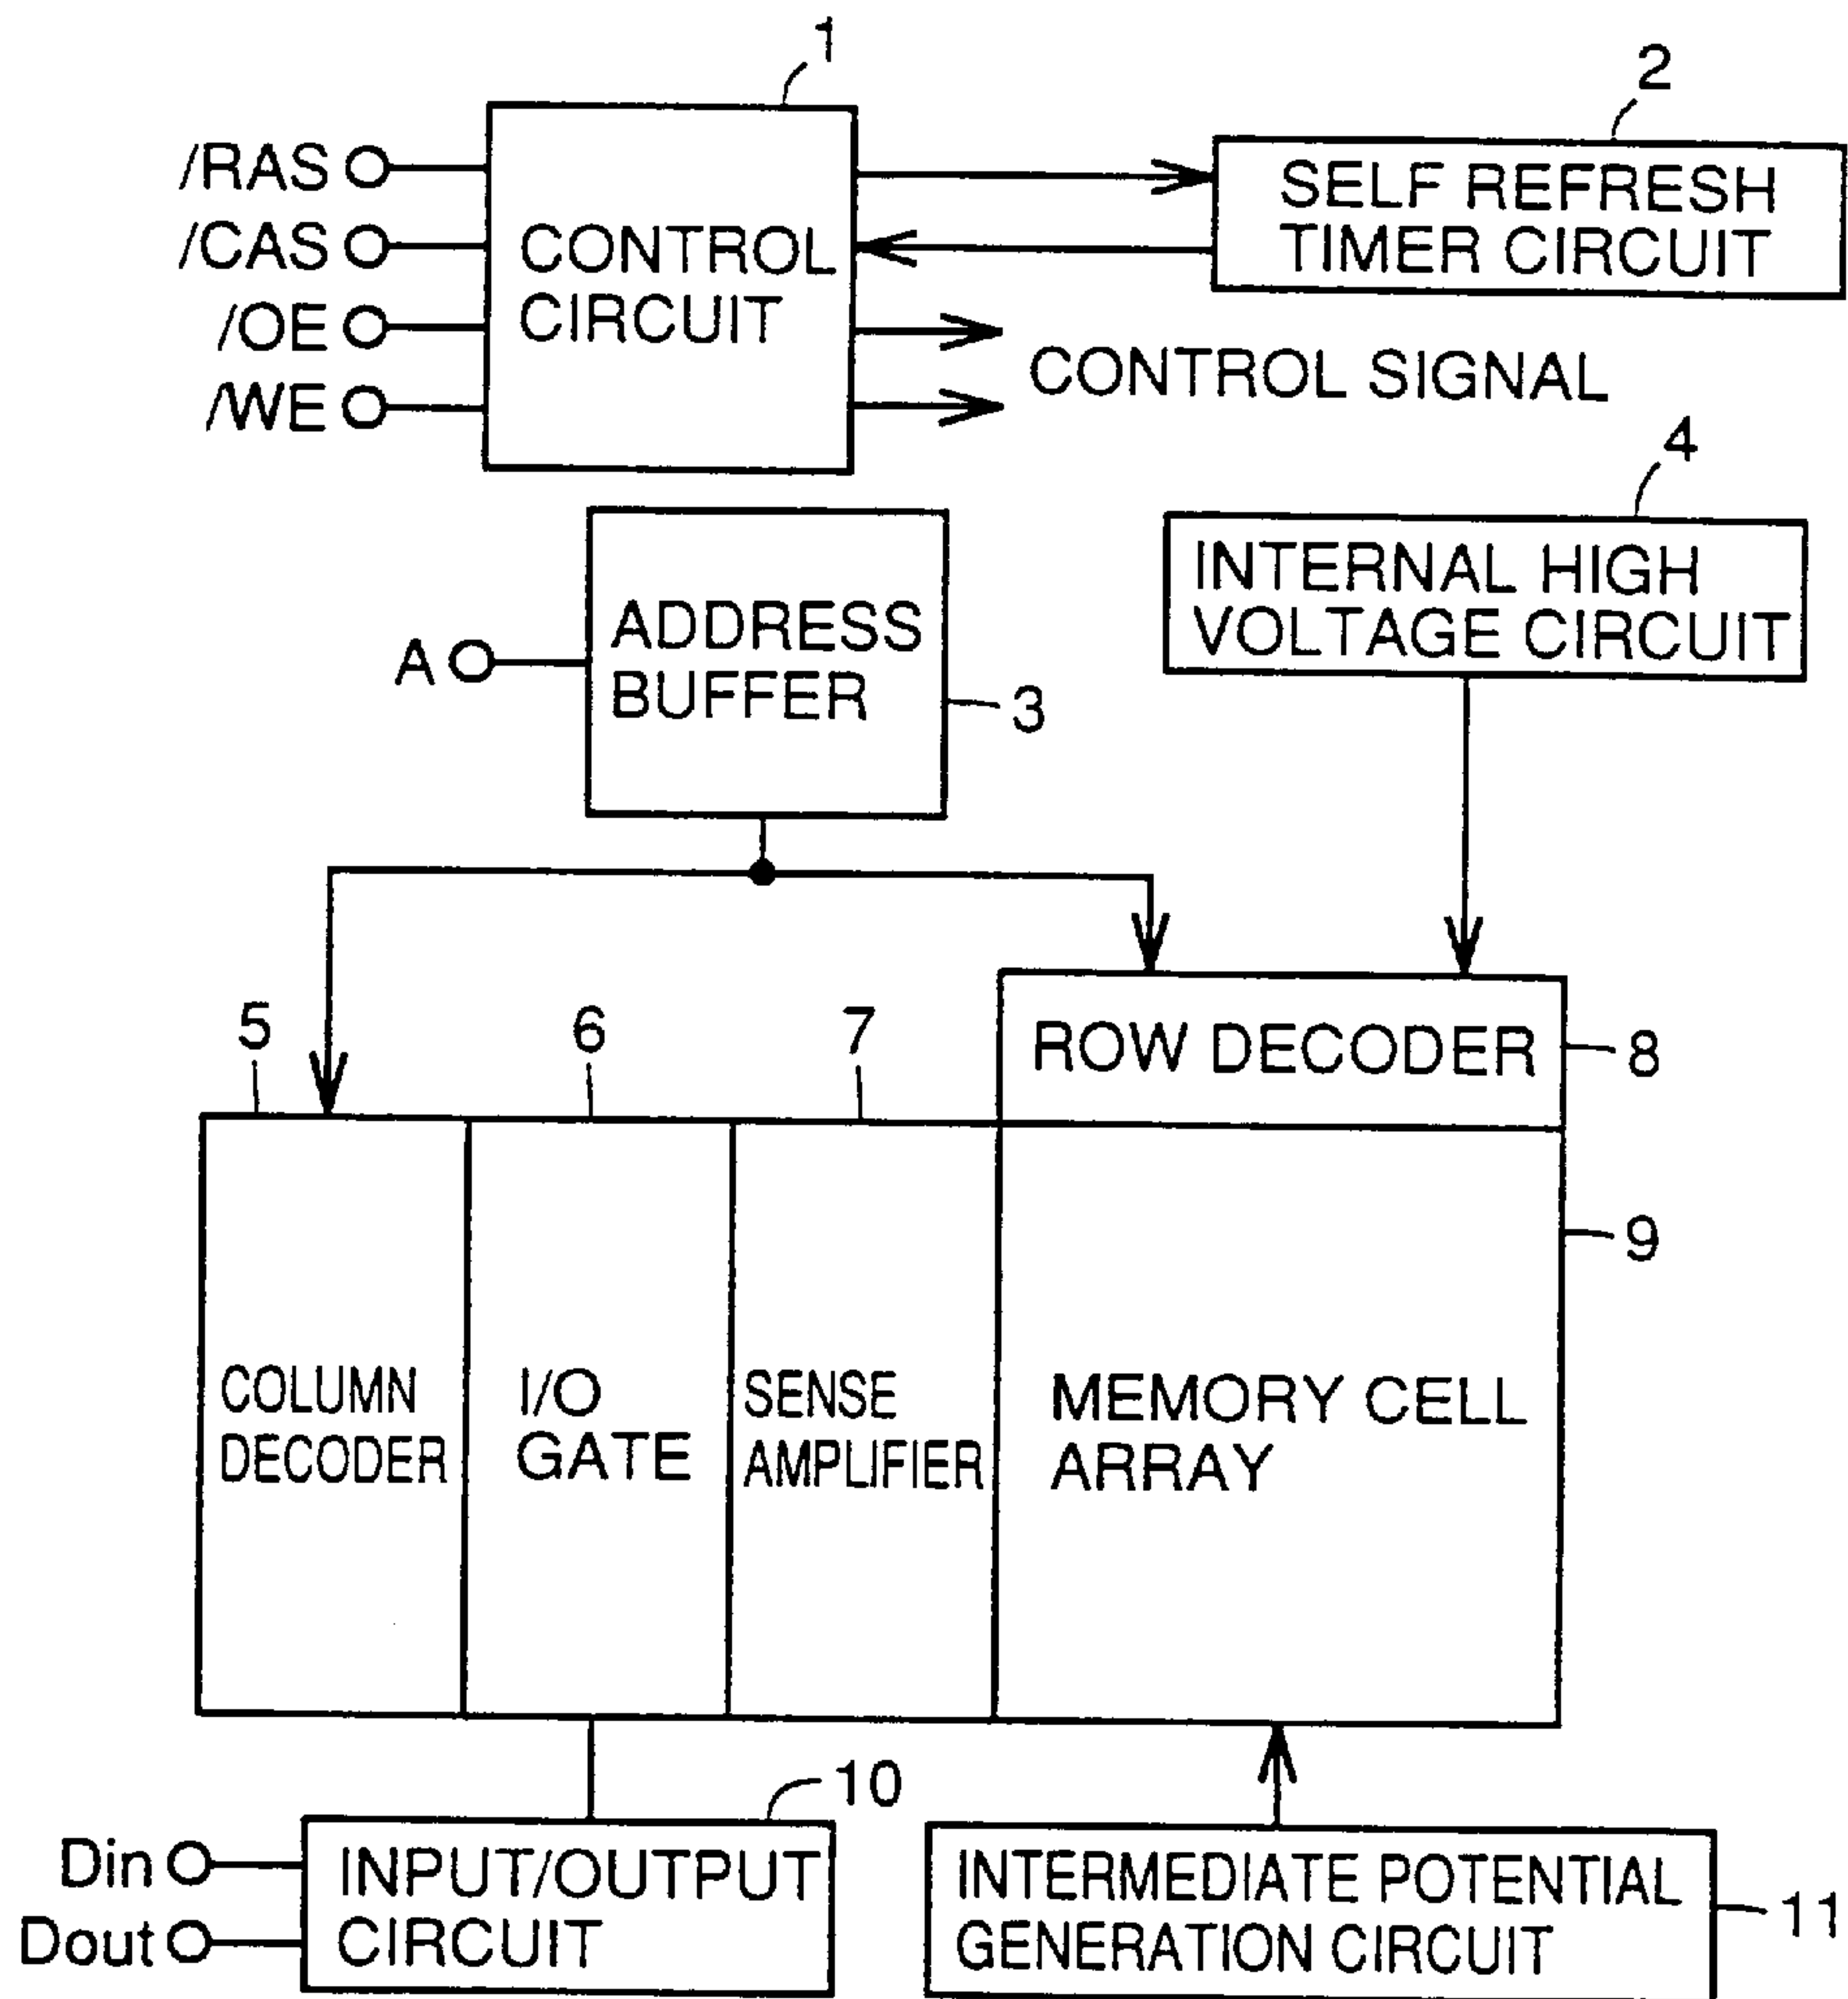 1
2
/RAS
/CAS
/OE
/WE
CONTROL
CIRCUIT
SELF REFRESH
TIMER CIRCUIT
CONTROL SIGNAL
4
INTERNAL HIGH
VOLTAGE CIRCUIT
A
ADDRESS
BUFFER
3
5
6
7
ROW DECODER
8
9
COLUMN
DECODER
I/O
GATE
SENSE
AMPLIFIER
MEMORY CELL
ARRAY
10
Din
Dout
INPUT/OUTPUT
CIRCUIT
INTERMEDIATE POTENTIAL
GENERATION CIRCUIT
11